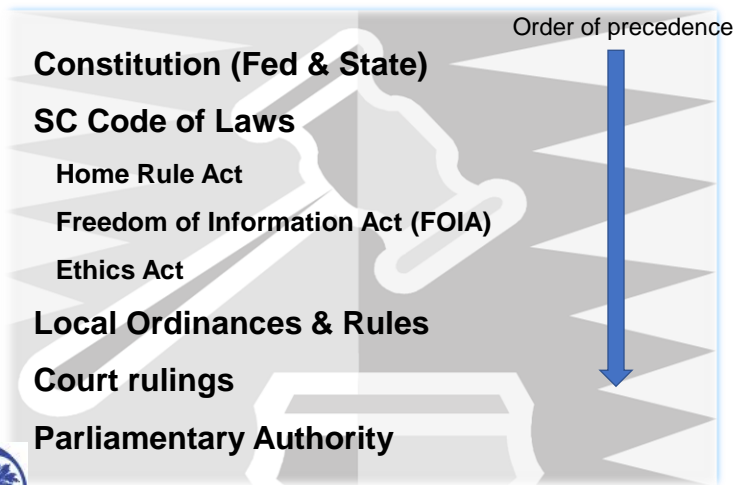 Order of precedence
Constitution (Fed & State)
SC Code of Laws
Home Rule Act
Freedom of Information Act (FOIA)
Ethics Act
Local Ordinances & Rules
Court rulings
Parliamentary Authority